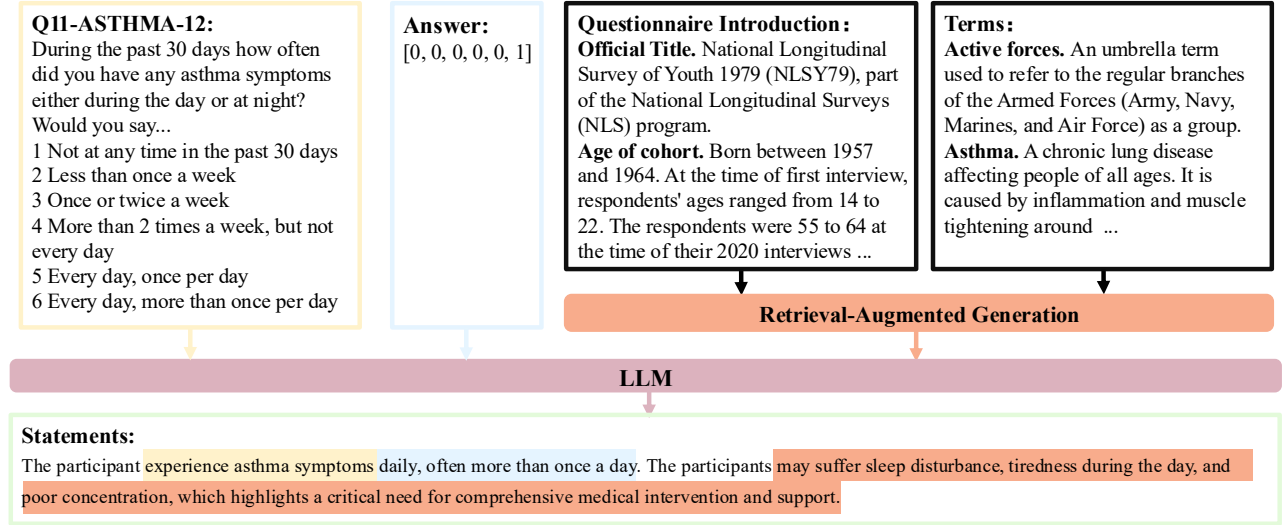 Q11-ASTHMA-12:
During the past 30 days how often
did you have any asthma symptoms
either during the day or at night?
Would you say...
1 Not at any time in the past 30 days
2 Less than once a week
3 Once or twice a week
4 More than 2 times a week, but not
every day
5 Every day, once per day
6 Every day, more than once per day
Answer:
[0, 0, 0, 0, 0, 1]
Questionnaire Introduction:
Official Title. National Longitudinal
Survey of Youth 1979 (NLSY79), part
of the National Longitudinal Surveys
(NLS) program.
Age of cohort. Born between 1957
and 1964. At the time of first interview,
respondents' ages ranged from 14 to
22. The respondents were 55 to 64 at
the time of their 2020 interviews ...
Terms:
Active forces. An umbrella term
used to refer to the regular branches
of the Armed Forces (Army, Navy,
Marines, and Air Force) as a group.
Asthma. A chronic lung disease
affecting people of all ages. It is
caused by inflammation and muscle
tightening around ...
Retrieval-Augmented Generation
LLM
Statements:
The participant experience asthma symptoms daily, often more than once a day. The participants may suffer sleep disturbance, tiredness during the day, and
poor concentration, which highlights a critical need for comprehensive medical intervention and support.